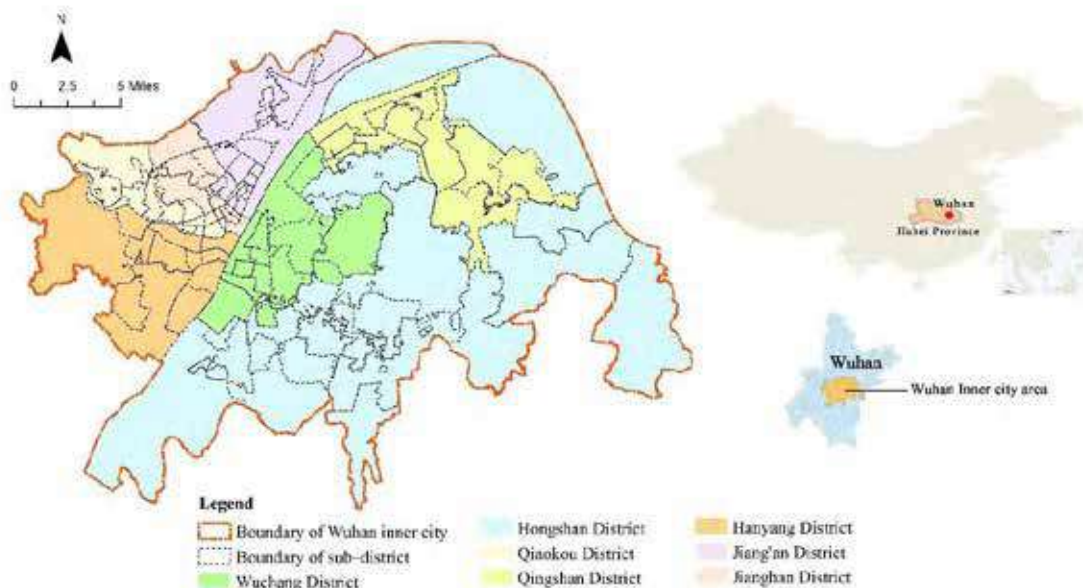 N
0 2.5 5 Miles
Wuhan
Hubei Province
Wuhan
Wuhan Inner city area
Legend
Boundary of Wuhan inner city
Boundary of sub-district
Wuchang District
Hongshan District
Qiaokou District
Qingshan District
Hanyang District
Jiang'an District
Jianghan District